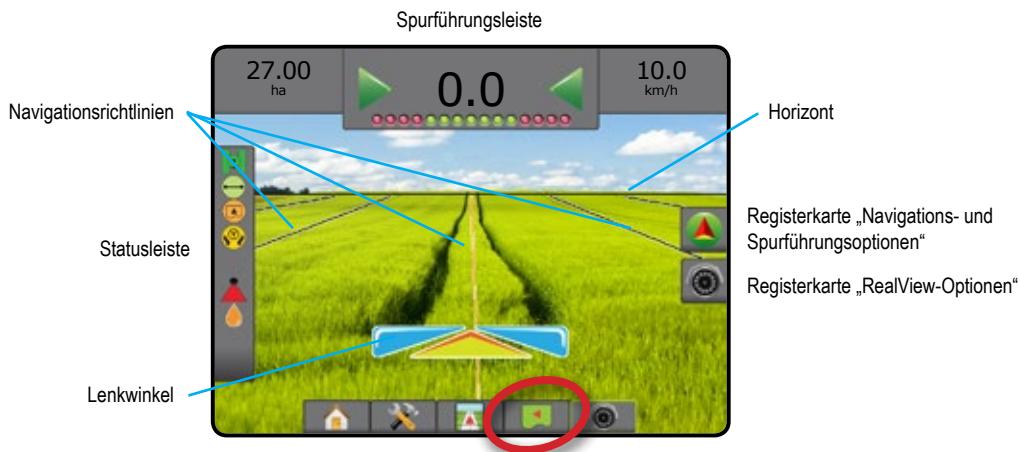 Spurführungsleiste
27.00
ha
0.0
10.0
km/h
Navigationsrichtlinien
Horizont
Statusleiste
Registerkarte „Navigations- und
Spurführungsoptionen“
Registerkarte „RealView-Optionen“
Lenkwinkel